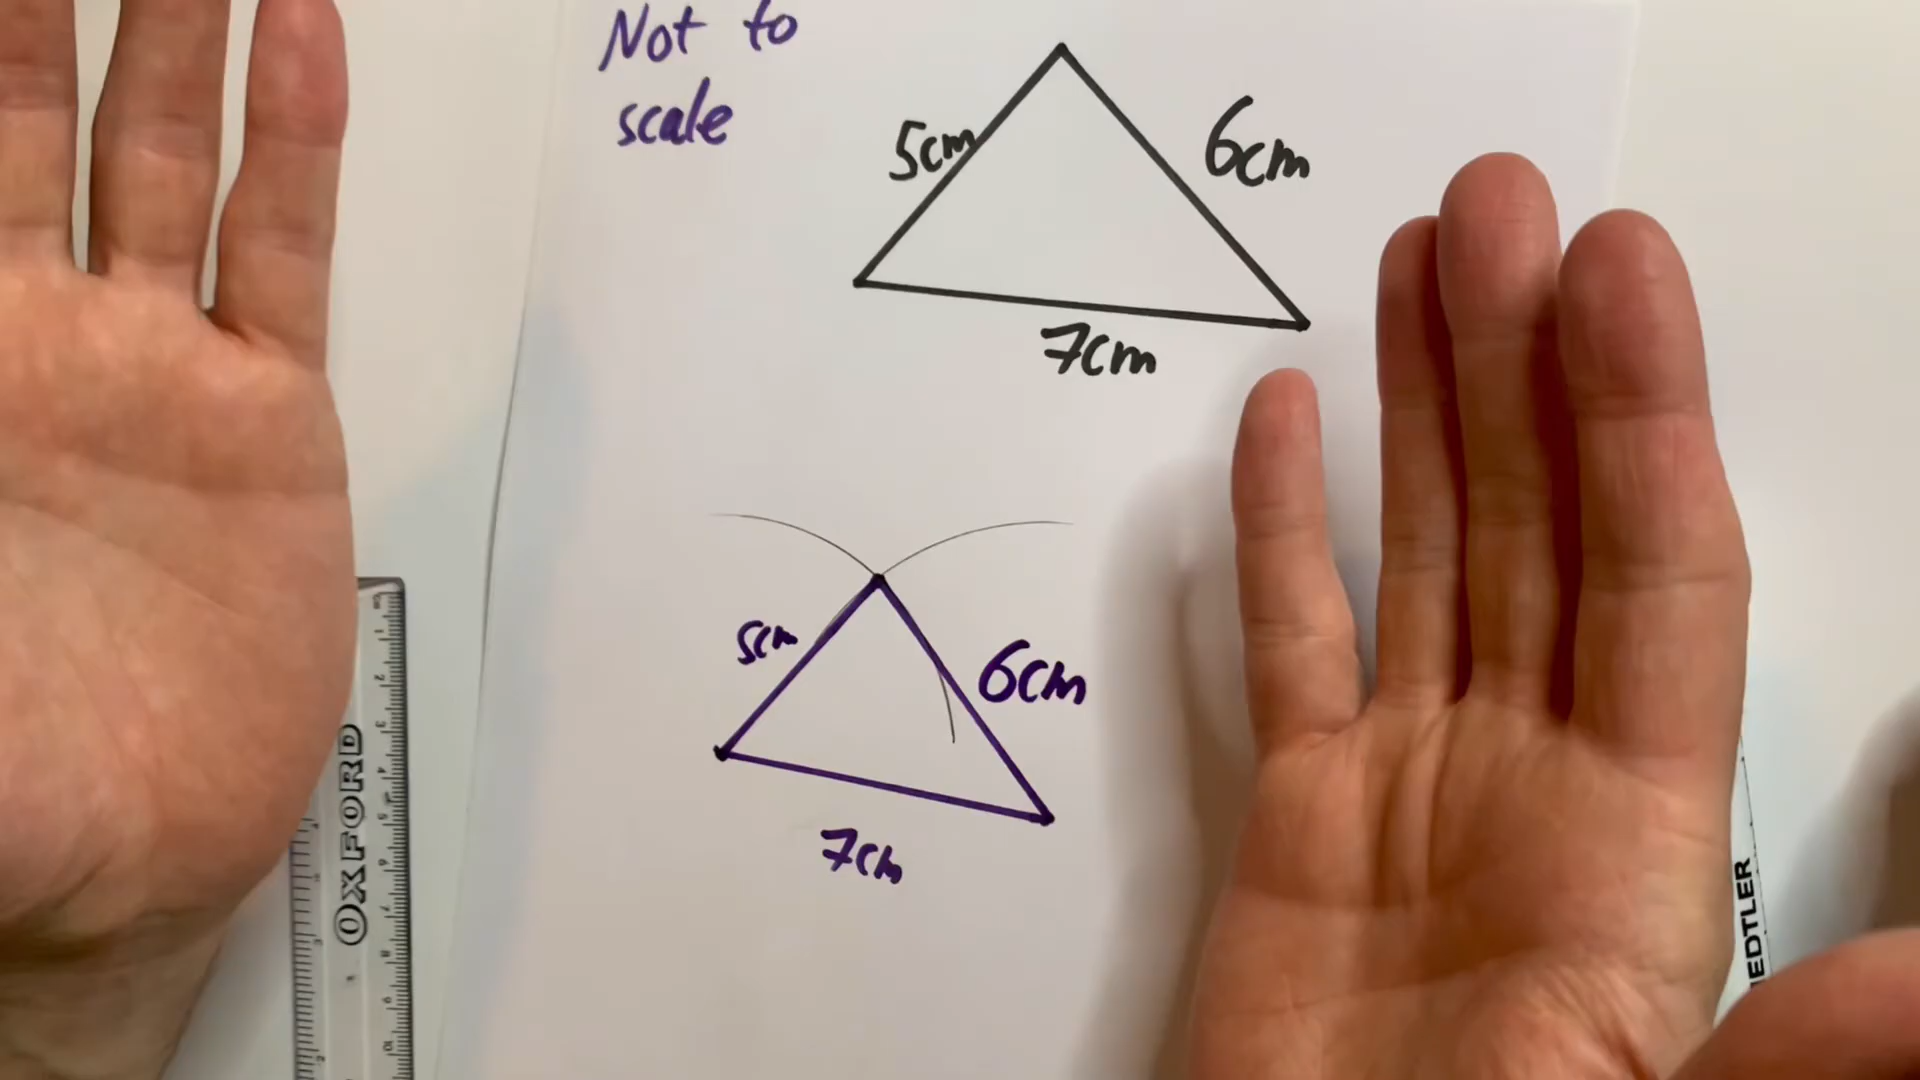 Not to
scale
5cm
6cm
7cm
5cm
6cm
7cm
OXFORD
EDTLER